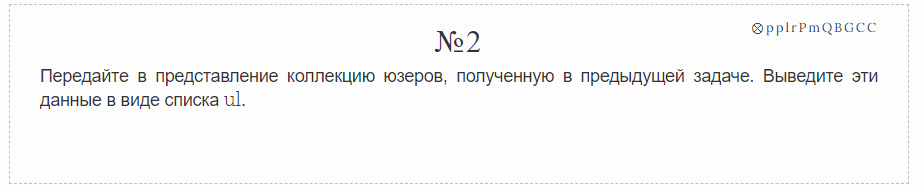 ⊗pplrPmQBGCC
№2
Передайте в представление коллекцию юзеров, полученную в предыдущей задаче. Выведите эти
данные в виде списка ul.